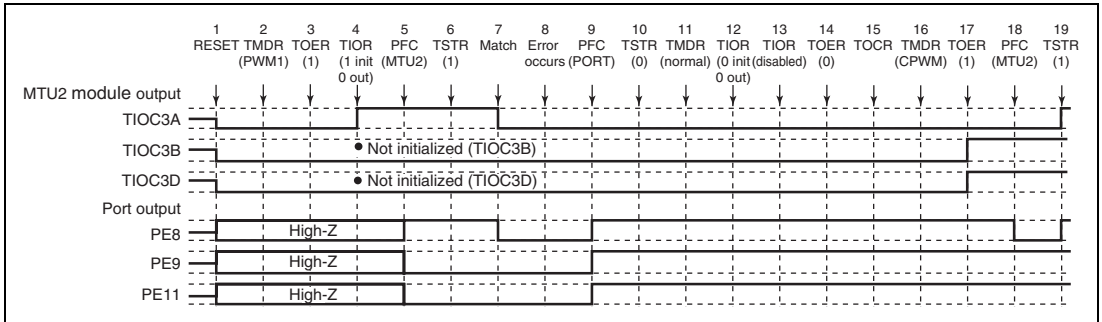 1 2 3 4 5 6 7 8 9 10 11 12 13 14 15 16 17 18 19
RESET TMDR TOER TIOR PFC TSTR Match Error PFC TSTR TMDR TIOR TIOR TOER TOCR TMDR TOER PFC TSTR
(PWM1) (1) (1 init (MTU2) (1) occurs (PORT) (0) (normal) (0 init (disabled) (0) (CPWM) (1) (MTU2) (1)
0 out) 0 out)
MTU2 module output
TIOC3A
TIOC3B • Not initialized (TIOC3B)
TIOC3D • Not initialized (TIOC3D)
Port output
PE8 High-Z
PE9 High-Z
PE11 High-Z